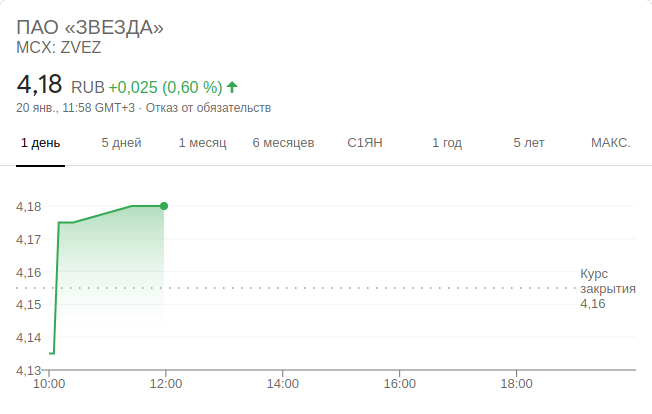 ПАО «ЗВЕЗДА»
MCX: ZVEZ
4,18 RUB +0,025 (0,60 %)
20 янв., 11:58 GMT+3 · Отказ от обязательств
1 день 5 дней 1 месяц 6 месяцев С1ЯН 1 год 5 лет МАКС.
4,18
4,17
4,16
4,15
4,14
4,13
Курс
закрытия
4,16
10:00 12:00 14:00 16:00 18:00